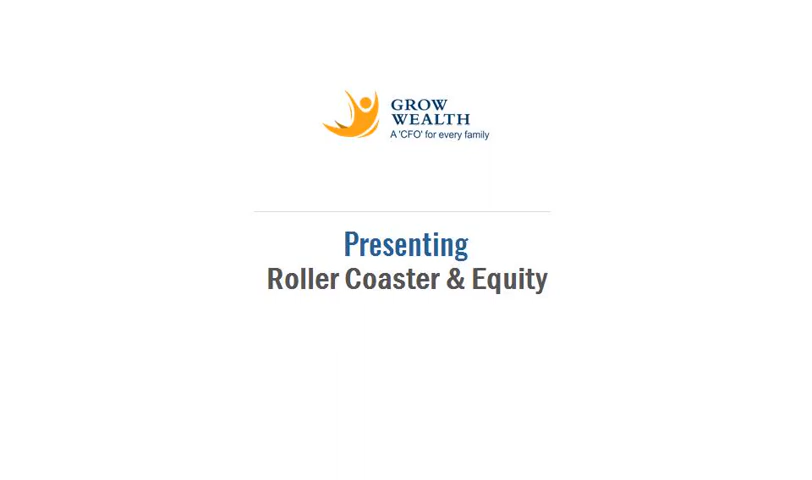 GROW
WEALTH
A 'CFO' for every family
Presenting
Roller Coaster & Equity